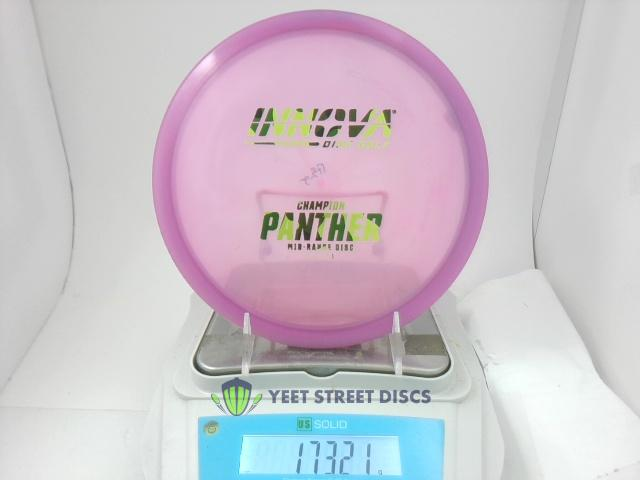 INNOVA
DISC GOLF
CHAMPION
PANTHER
MID-RANGE DISC
YEET STREET DISCS
US SOLID
173.21 g